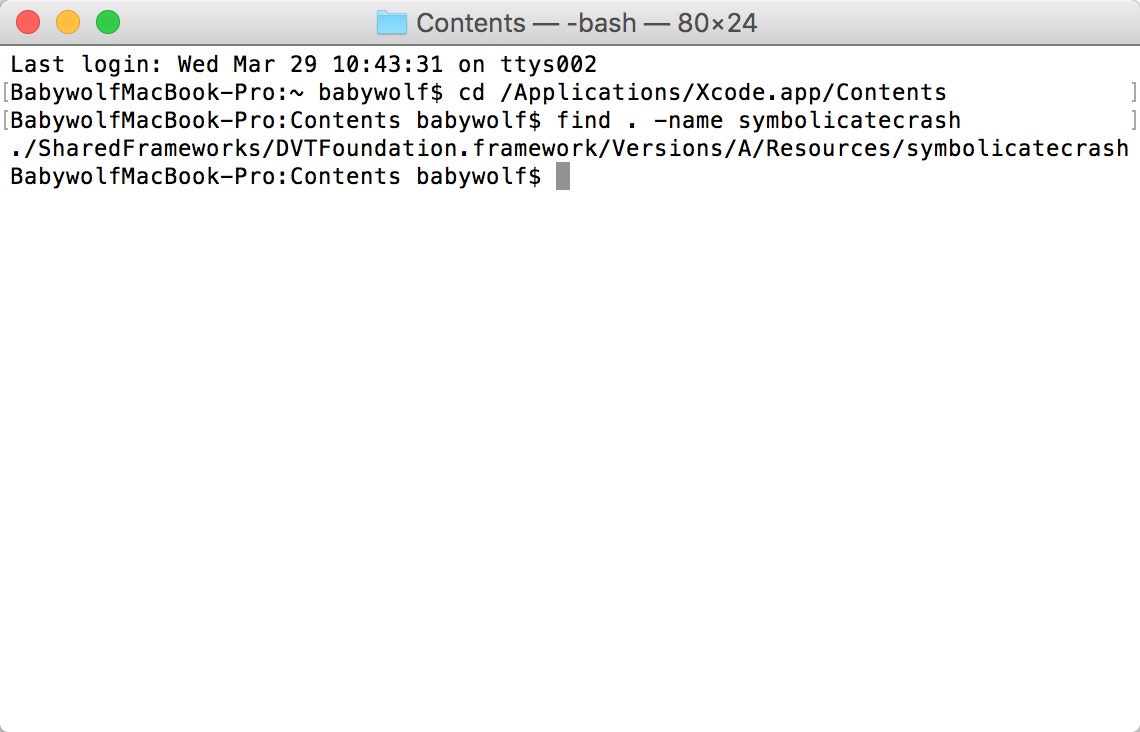 Contents — -bash — 80×24
Last login: Wed Mar 29 10:43:31 on ttys002
[BabywolfMacBook-Pro:~ babywolf$ cd /Applications/Xcode.app/Contents ]
[BabywolfMacBook-Pro:Contents babywolf$ find . -name symbolicatecrash ]
./SharedFrameworks/DVTFoundation.framework/Versions/A/Resources/symbolicatecrash
BabywolfMacBook-Pro:Contents babywolf$